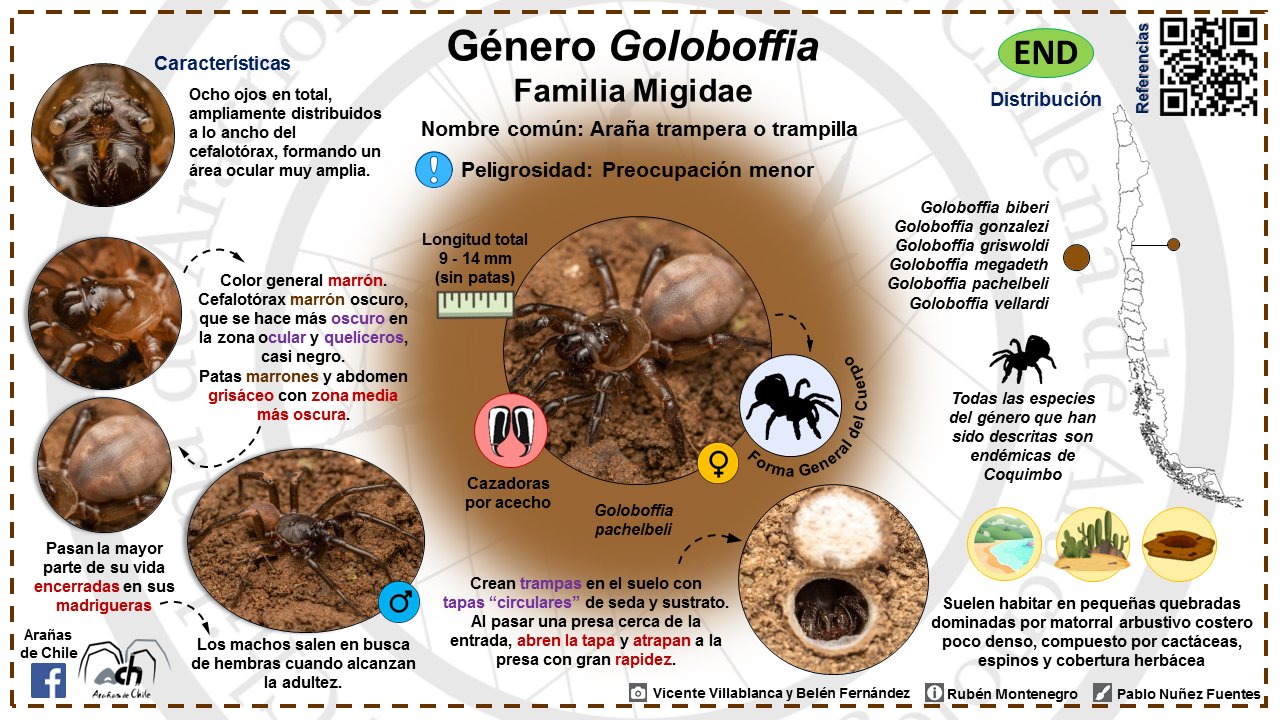 Género Goloboffia
Familia Migidae
Nombre común: Araña trampera o trampilla
Peligrosidad: Preocupación menor
Características
Ocho ojos en total,
ampliamente distribuidos
a lo ancho del
cefalotórax, formando un
área ocular muy amplia.
Color general marrón.
Cefalotórax marrón oscuro,
que se hace más oscuro en
la zona ocular y quelíceros,
casi negro.
Patas marrones y abdomen
grisáceo con zona media
más oscura.
Pasan la mayor
parte de su vida
encerradas en sus
madrigueras
Los machos salen en busca
de hembras cuando alcanzan
la adultez.
Arañas
de Chile
ach
Arañas de Chile
Longitud total
9 - 14 mm
(sin patas)
Cazadoras
por acecho
Forma General del Cuerpo
Goloboffia
pachelbeli
Crean trampas en el suelo con
tapas “circulares” de seda y sustrato.
Al pasar una presa cerca de la
entrada, abren la tapa y atrapan a la
presa con gran rapidez.
END
Distribución
Referencias
Goloboffia biberi
Goloboffia gonzalezi
Goloboffia griswoldi
Goloboffia megadeth
Goloboffia pachelbeli
Goloboffia vellardi
Todas las especies
del género que han
sido descritas son
endémicas de
Coquimbo
Suelen habitar en pequeñas quebradas
dominadas por matorral arbustivo costero
poco denso, compuesto por cactáceas,
espinos y cobertura herbácea
Vicente Villablanca y Belén Fernández
Rubén Montenegro
Pablo Nuñez Fuentes